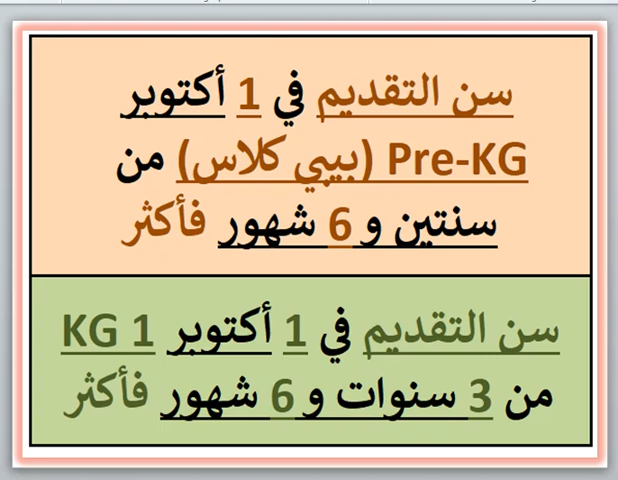 سن التقديم في 1 أكتوبر
Pre-KG (بيبي كلاس) من
سنتين و 6 شهور فأكثر
سن التقديم في 1 أكتوبر KG 1
من 3 سنوات و 6 شهور فأكثر